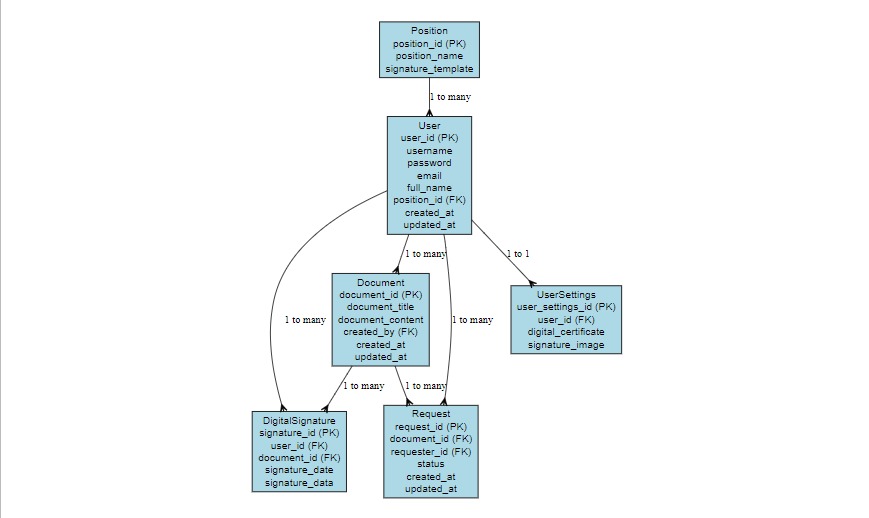 Position
position_id (PK)
position_name
signature_template
1 to many
User
user_id (PK)
username
password
email
full_name
position_id (FK)
created_at
updated_at
1 to many
1 to 1
Document
document_id (PK)
document_title
document_content
created_by (FK)
created_at
updated_at
UserSettings
user_settings_id (PK)
user_id (FK)
digital_certificate
signature_image
1 to many
1 to many
1 to many
1 to many
DigitalSignature
signature_id (PK)
user_id (FK)
document_id (FK)
signature_date
signature_data
Request
request_id (PK)
document_id (FK)
requester_id (FK)
status
created_at
updated_at